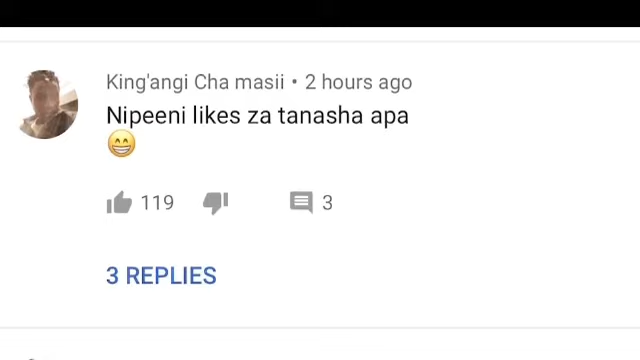 King'angi Cha masii • 2 hours ago
Nipeeni likes za tanasha apa
😁
119 3
3 REPLIES